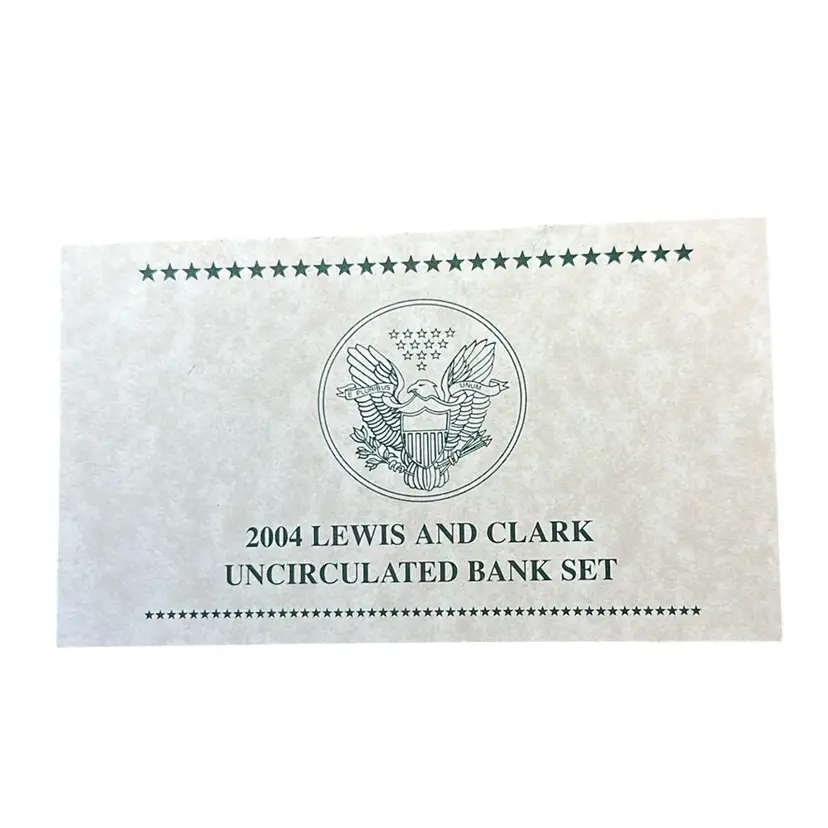 E PLURIBUS UNUM
2004 LEWIS AND CLARK
UNCIRCULATED BANK SET